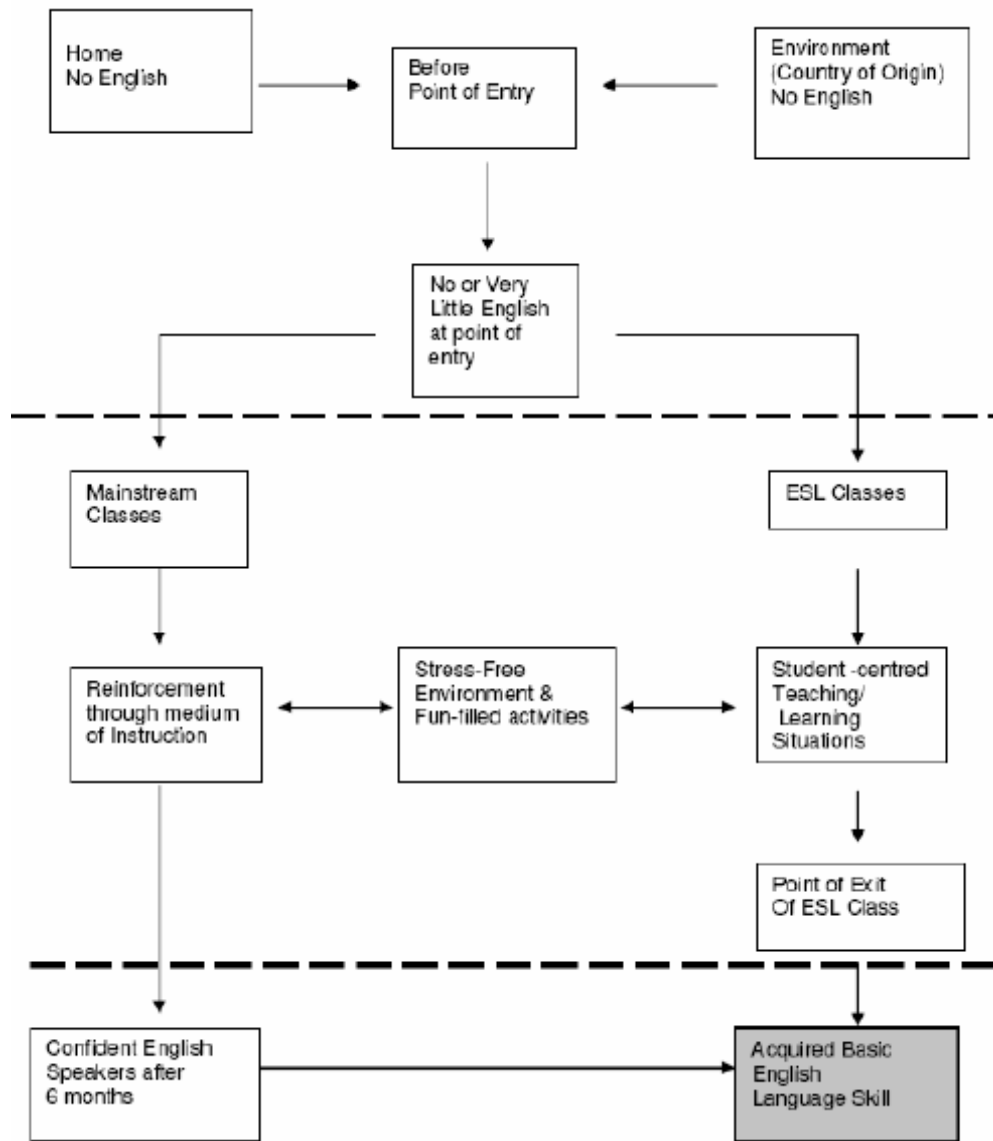 Home
No English
Before
Point of Entry
Environment
(Country of Origin)
No English
No or Very
Little English
at point of
entry
Mainstream
Classes
ESL Classes
Reinforcement
through medium
of Instruction
Stress-Free
Environment &
Fun-filled activities
Student -centred
Teaching/
Learning
Situations
Point of Exit
Of ESL Class
Confident English
Speakers after
6 months
Acquired Basic
English
Language Skill